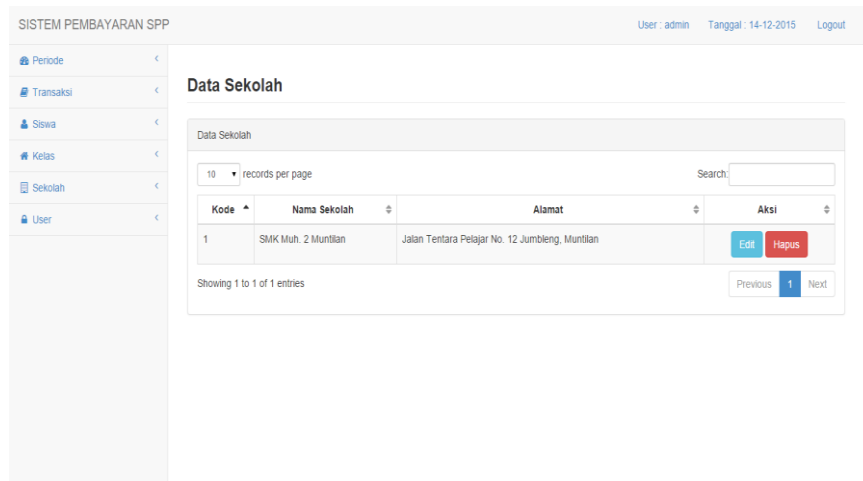 SISTEM PEMBAYARAN SPP
User : admin Tanggal : 14-12-2015 Logout
Periode
Transaksi
Siswa
Kelas
Sekolah
User
Data Sekolah
Data Sekolah
10 records per page Search:
Kode Nama Sekolah Alamat Aksi
1 SMK Muh. 2 Muntilan Jalan Tentara Pelajar No. 12 Jumbleng, Muntilan Edit Hapus
Showing 1 to 1 of 1 entries Previous 1 Next